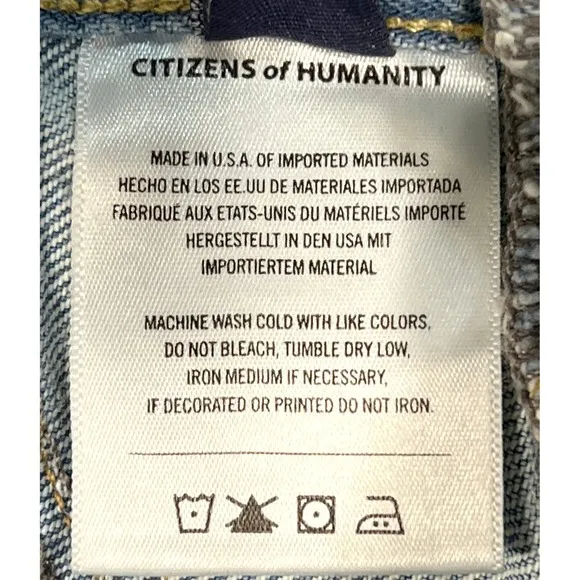 CITIZENS of HUMANITY
MADE IN U.S.A. OF IMPORTED MATERIALS
HECHO EN LOS EE.UU DE MATERIALES IMPORTADA
FABRIQUÉ AUX ETATS-UNIS DU MATÉRIELS IMPORTÉ
HERGESTELLT IN DEN USA MIT
IMPORTIERTEM MATERIAL
MACHINE WASH COLD WITH LIKE COLORS,
DO NOT BLEACH, TUMBLE DRY LOW,
IRON MEDIUM IF NECESSARY,
IF DECORATED OR PRINTED DO NOT IRON.